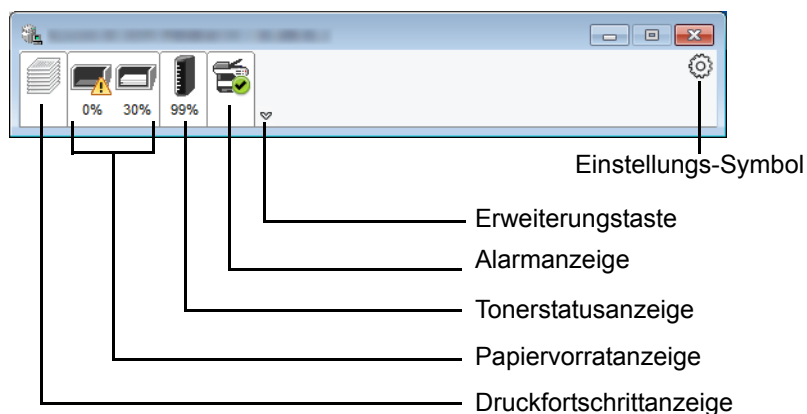 0% 30% 99%
Einstellungs-Symbol
Erweiterungstaste
Alarmanzeige
Tonerstatusanzeige
Papiervorratanzeige
Druckfortschrittanzeige